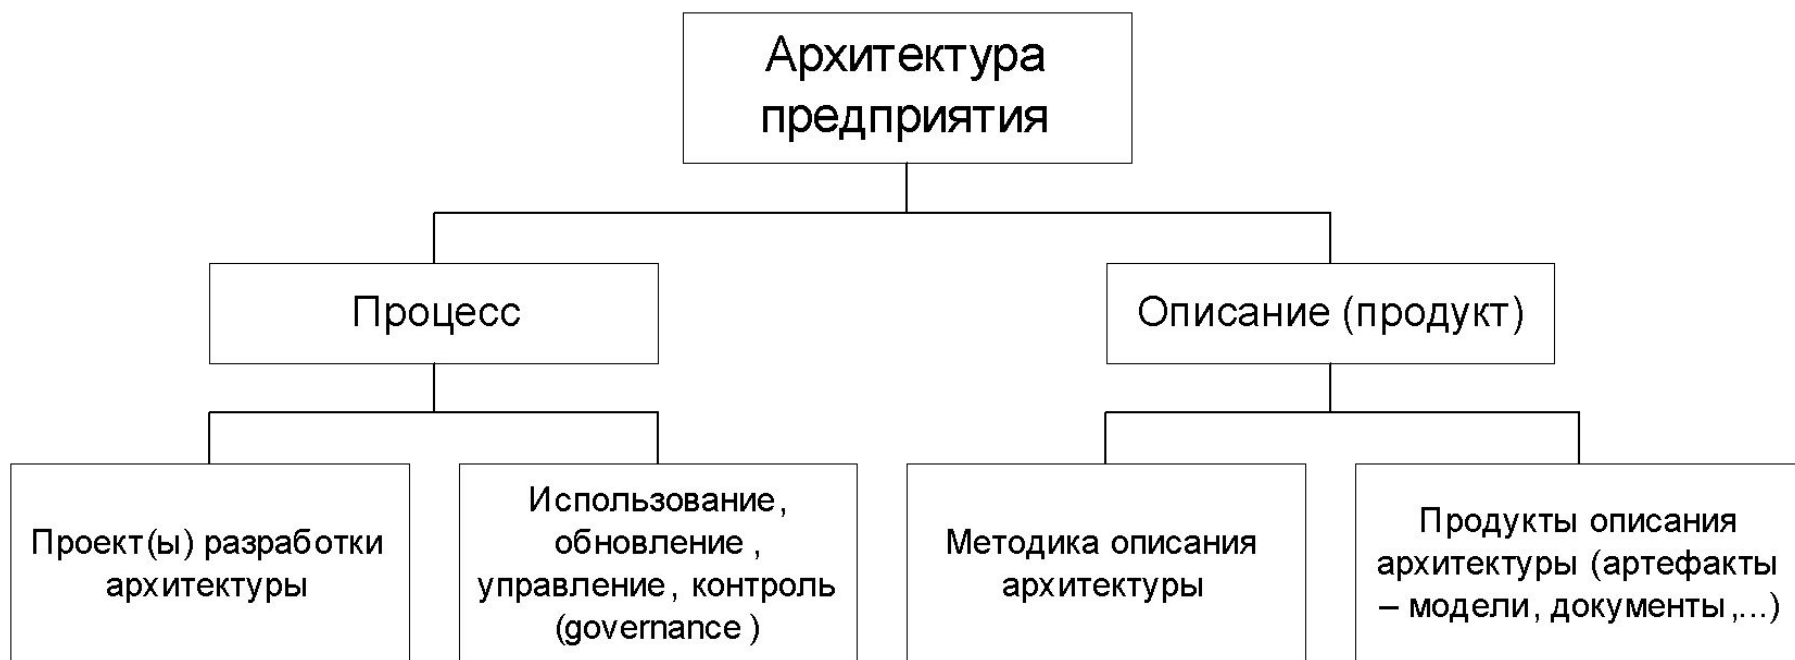 Архитектура
предприятия
Процесс
Описание (продукт)
Проект(ы) разработки
архитектуры
Использование,
обновление ,
управление, контроль
(governance )
Методика описания
архитектуры
Продукты описания
архитектуры (артефакты
– модели, документы,...)